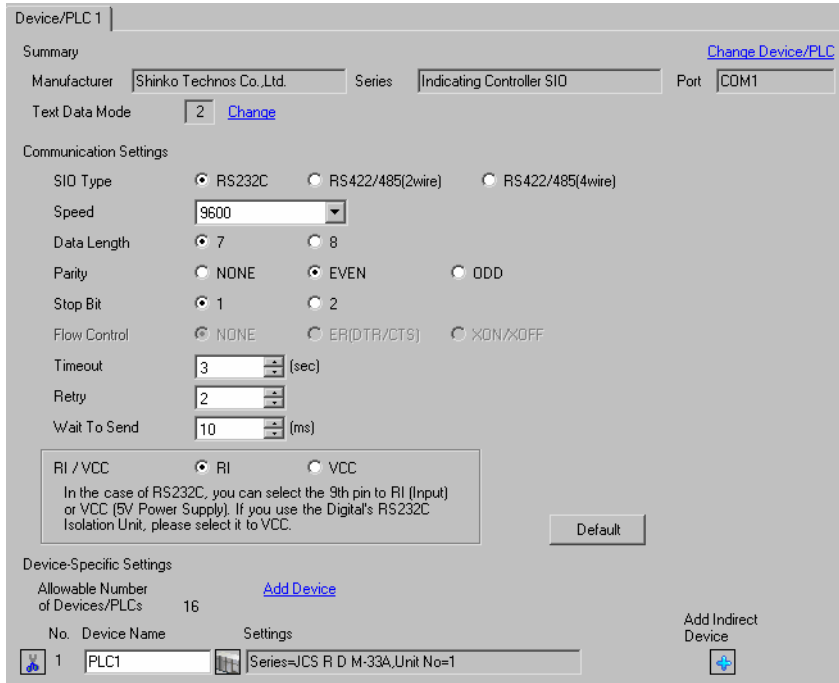 Device/PLC 1
Summary
Change Device/PLC
Manufacturer Shinko Technos Co.,Ltd. Series Indicating Controller SIO Port COM1
Text Data Mode 2 Change
Communication Settings
SIO Type RS232C RS422/485(2wire) RS422/485(4wire)
Speed 9600
Data Length 7 8
Parity NONE EVEN ODD
Stop Bit 1 2
Flow Control NONE ER(DTR/CTS) XON/XOFF
Timeout 3 (sec)
Retry 2
Wait To Send 10 (ms)
RI / VCC RI VCC
In the case of RS232C, you can select the 9th pin to RI (Input)
or VCC (5V Power Supply). If you use the Digital's RS232C
Isolation Unit, please select it to VCC.
Default
Device-Specific Settings
Allowable Number
of Devices/PLCs 16
Add Device
Add Indirect
Device
No. Device Name Settings
1 PLC1 Series=JCS R D M-33A,Unit No=1